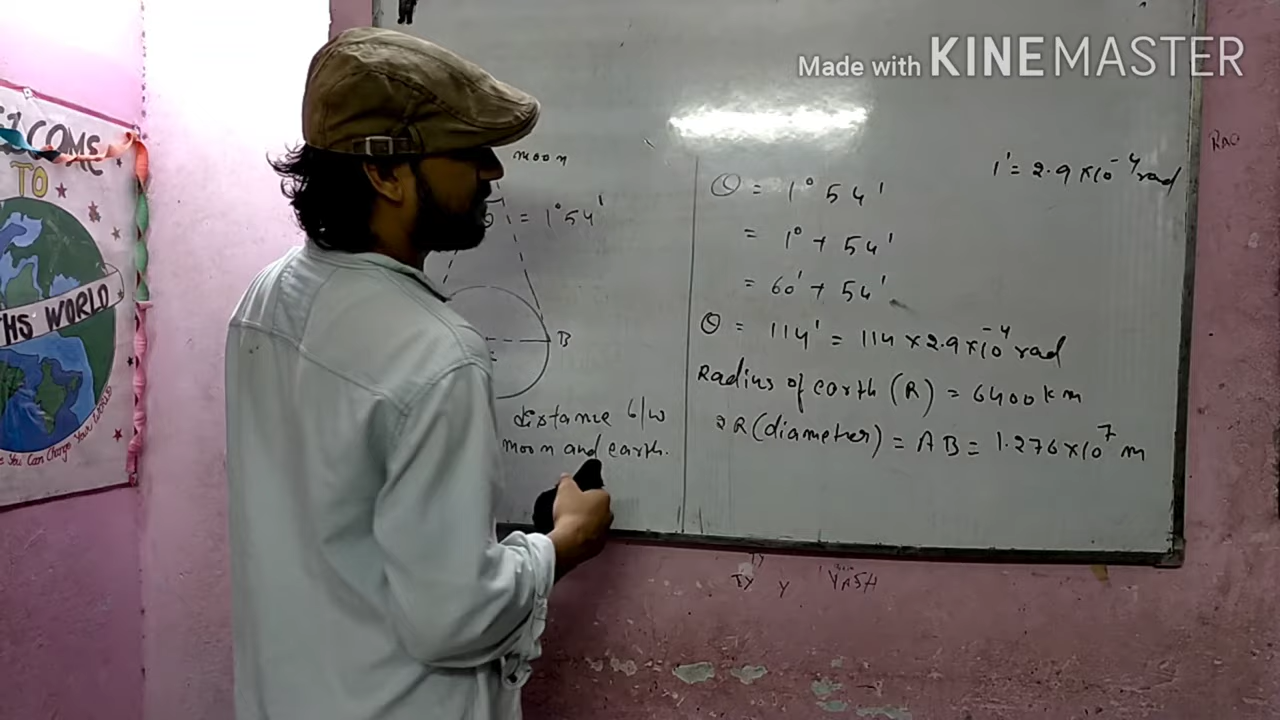 Made with KINEMASTER
TO
THS WORLD
moon
= 1°54'
B
distance b/w
moon and earth.
θ = 1° 54'
= 1° + 54'
= 60' + 54'
θ = 114' = 114 × 2.9 × 10⁻⁴ rad
Radius of earth (R) = 6400 km
2R (diameter) = AB = 1.276 × 10⁷ m
1' = 2.9 × 10⁻⁴ rad
TY Y YASH